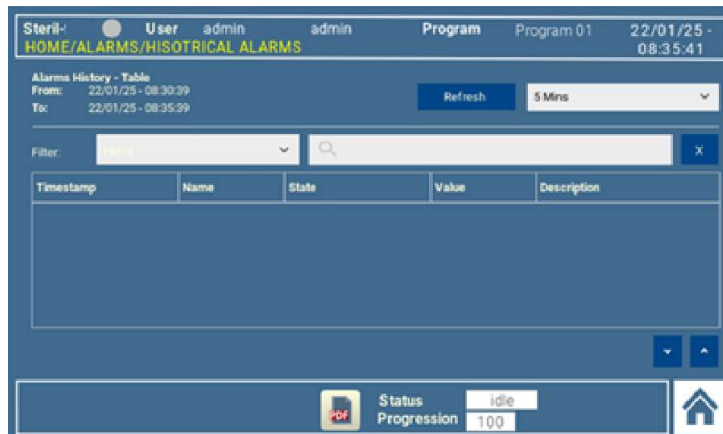 Steril- User admin admin Program Program 01 22/01/25 -
HOME/ALARMS/HISOTRICAL ALARMS 08:35:41
Alarms History - Table
From: 22/01/25 - 08:30:39
To: 22/01/25 - 08:35:39
Refresh 5 Mins
Filter: X
Timestamp Name State Value Description
PDF Status idle
Progression 100